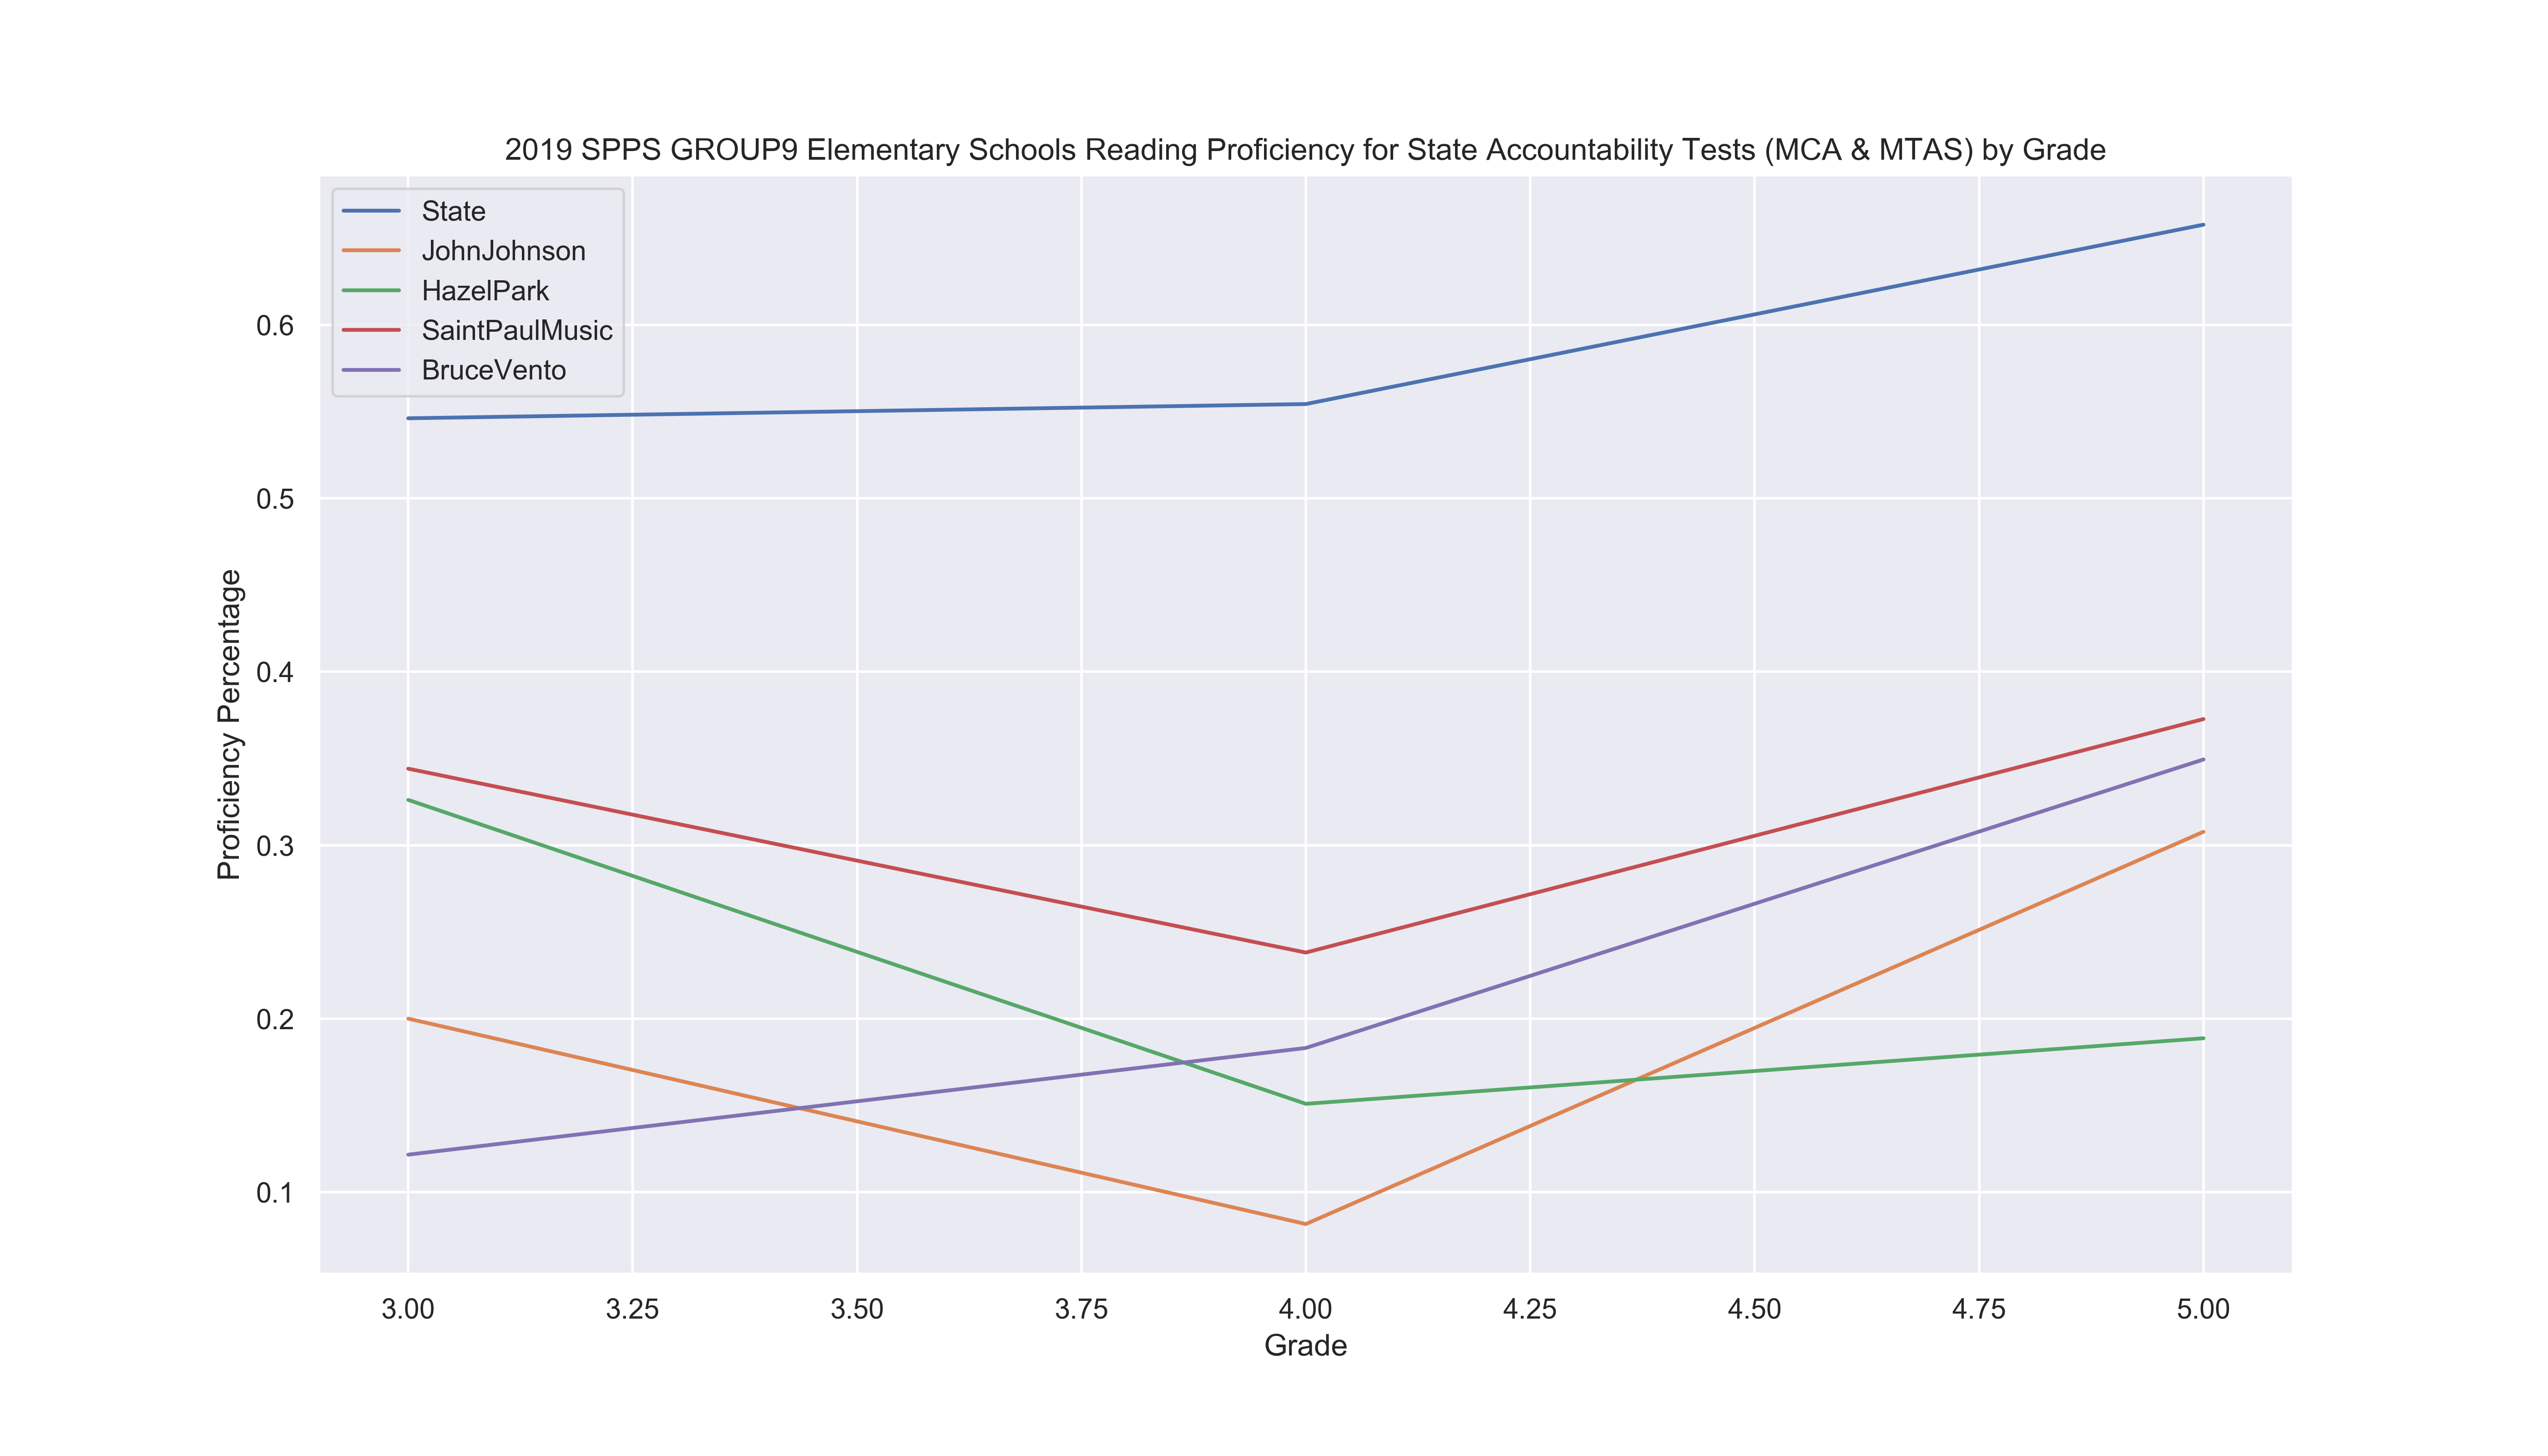 2019 SPPS GROUP9 Elementary Schools Reading Proficiency for State Accountability Tests (MCA & MTAS) by Grade
State
JohnJohnson
HazelPark
SaintPaulMusic
BruceVento
0.6
0.5
0.4
0.3
0.2
0.1
Proficiency Percentage
3.00 3.25 3.50 3.75 4.00 4.25 4.50 4.75 5.00
Grade